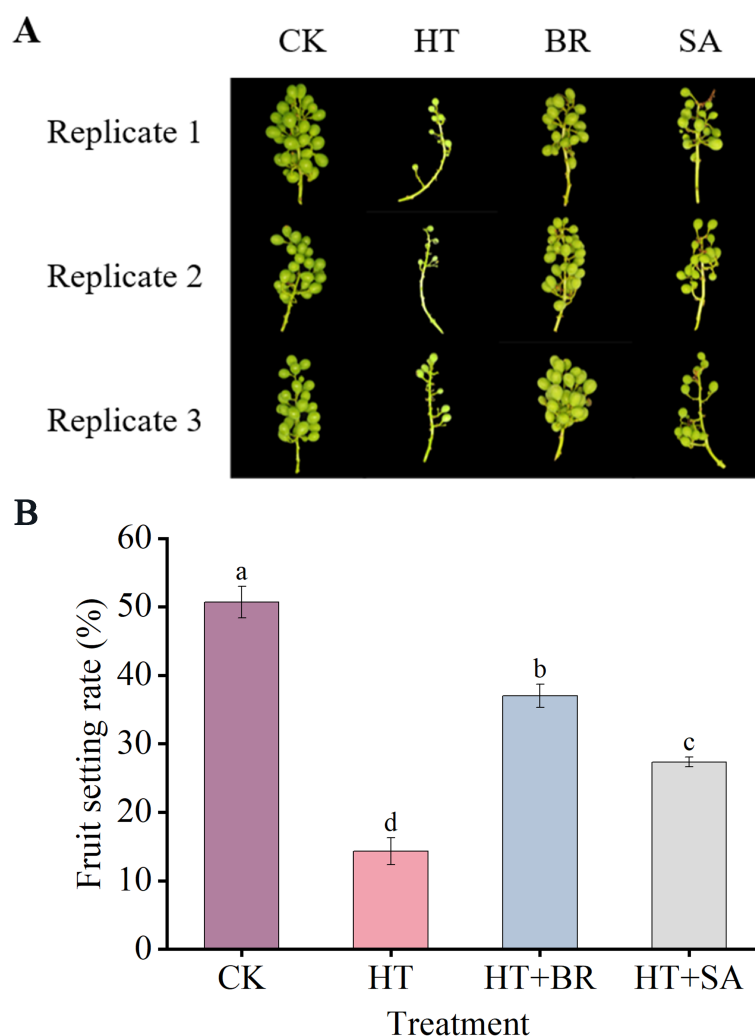 A
CK HT BR SA
Replicate 1
Replicate 2
Replicate 3
B
Fruit setting rate (%)
60
50
40
30
20
10
0
a
b
c
d
CK HT HT+BR HT+SA
Treatment